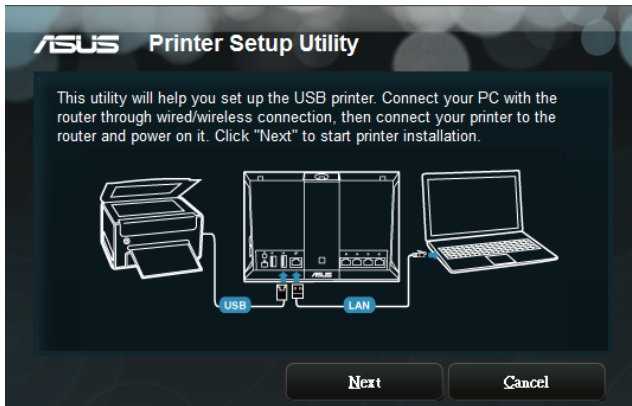 ASUS Printer Setup Utility
This utility will help you set up the USB printer. Connect your PC with the
router through wired/wireless connection, then connect your printer to the
router and power on it. Click "Next" to start printer installation.
ASUS
USB
LAN
Next
Cancel